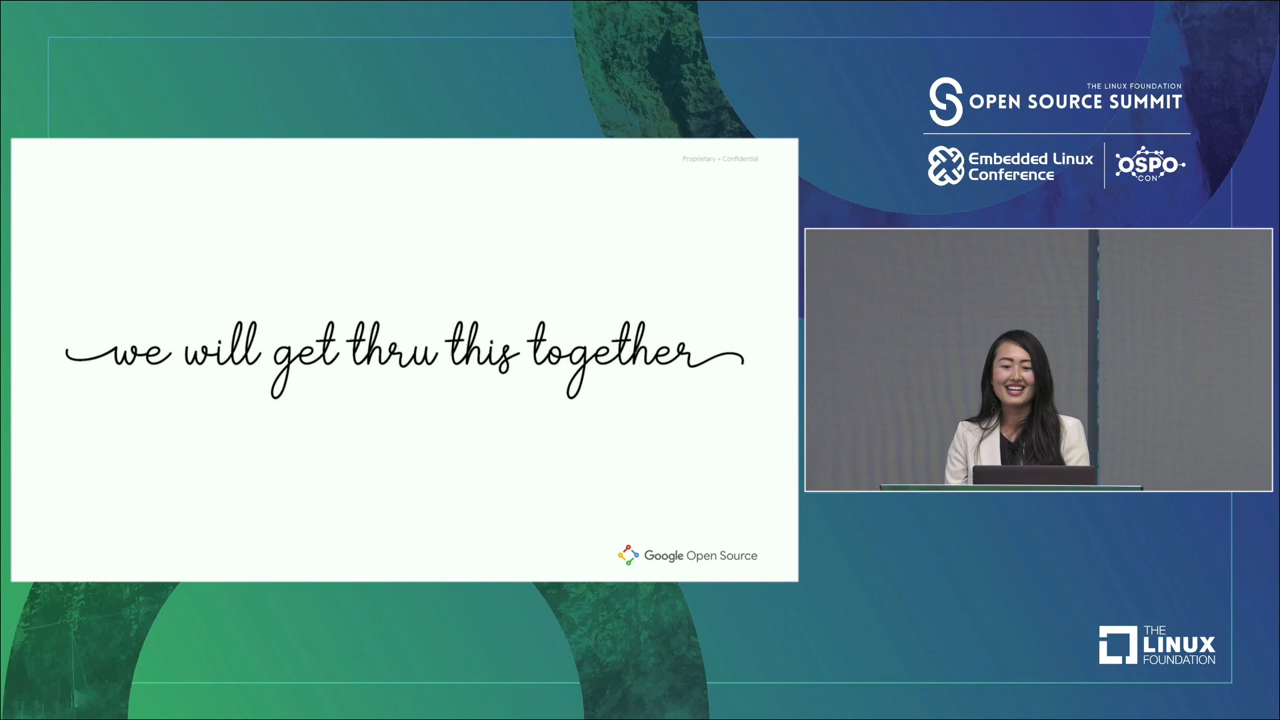 THE LINUX FOUNDATION
OPEN SOURCE SUMMIT
Embedded Linux
Conference
OSPO
CON
Proprietary + Confidential
we will get thru this together
Google Open Source
THE
LINUX
FOUNDATION